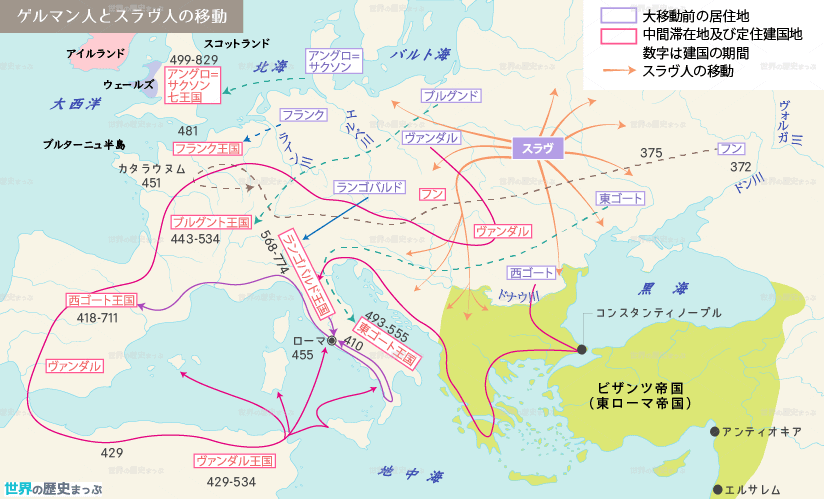 ゲルマン人とスラヴ人の移動
大移動前の居住地
中間滞在地及び定住建国地
数字は建国の期間
スラヴ人の移動
アイルランド
スコットランド
499-829
アングロ=
サクソン
七王国
ウェールズ
大西洋
北海
アングロ=
サクソン
バルト海
ブルグンド
ヴォルガ川
481
フランク王国
フランク
ライン川
エルベ川
ヴァンダル
スラヴ
375
フン
372
ドン川
ブルターニュ半島
カタラウヌム
451
ランゴバルド
フン
東ゴート
ブルグント王国
443-534
568-774
ランゴバルド王国
ヴァンダル
西ゴート
ドナウ川
黒海
コンスタンティノープル
西ゴート王国
418-711
493-555
東ゴート王国
ローマ
455
410
ヴァンダル
ビザンツ帝国
(東ローマ帝国)
アンティオキア
429
ヴァンダル王国
429-534
地中海
エルサレム
世界の歴史まっぷ